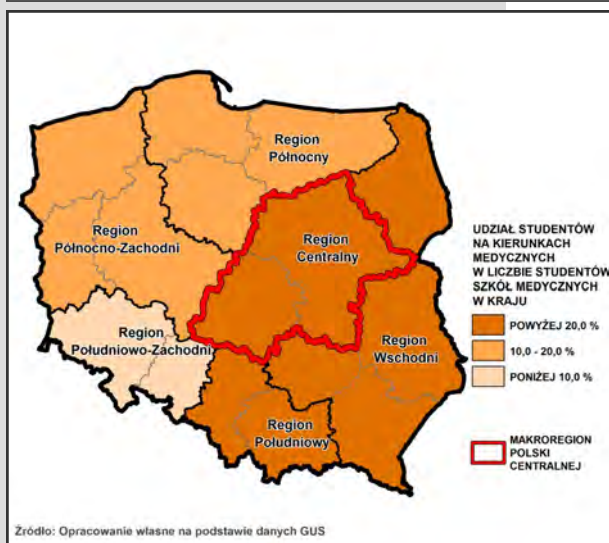 Region
Północny
Region
Północno-Zachodni
Region
Centralny
Region
Południowo-Zachodni
Region
Wschodni
Region
Południowy
UDZIAŁ STUDENTÓW
NA KIERUNKACH
MEDYCZNYCH
W LICZBIE STUDENTÓW
SZKÓŁ MEDYCZNYCH
W KRAJU
POWYŻEJ 20,0 %
10,0 - 20,0 %
PONIŻEJ 10,0 %
MAKROREGION
POLSKI
CENTRALNEJ
Źródło: Opracowanie własne na podstawie danych GUS